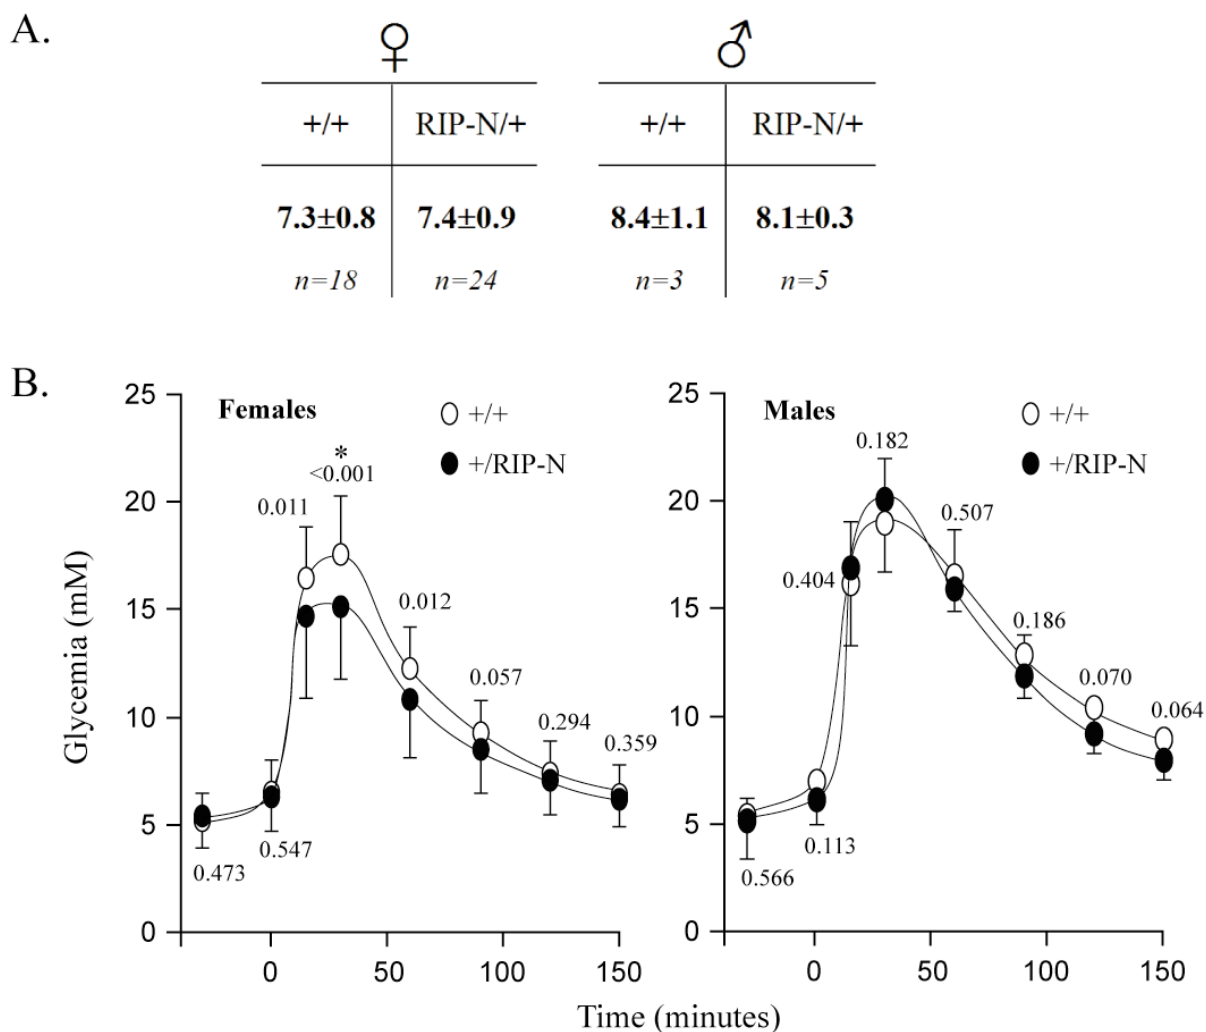 A.
♀ ♂
+/+ RIP-N/+ +/+ RIP-N/+
7.3±0.8 7.4±0.9 8.4±1.1 8.1±0.3
n=18 n=24 n=3 n=5
B.
Glycemia (mM)
25
20
15
10
5
0
Females
+/+
+/RIP-N
*
<0.001
0.011
0.012
0.057
0.294
0.359
0.473
0.547
0 50 100 150
25
20
15
10
5
0
Males
+/+
+/RIP-N
0.182
0.507
0.404
0.186
0.070
0.064
0.113
0.566
0 50 100 150
Time (minutes)